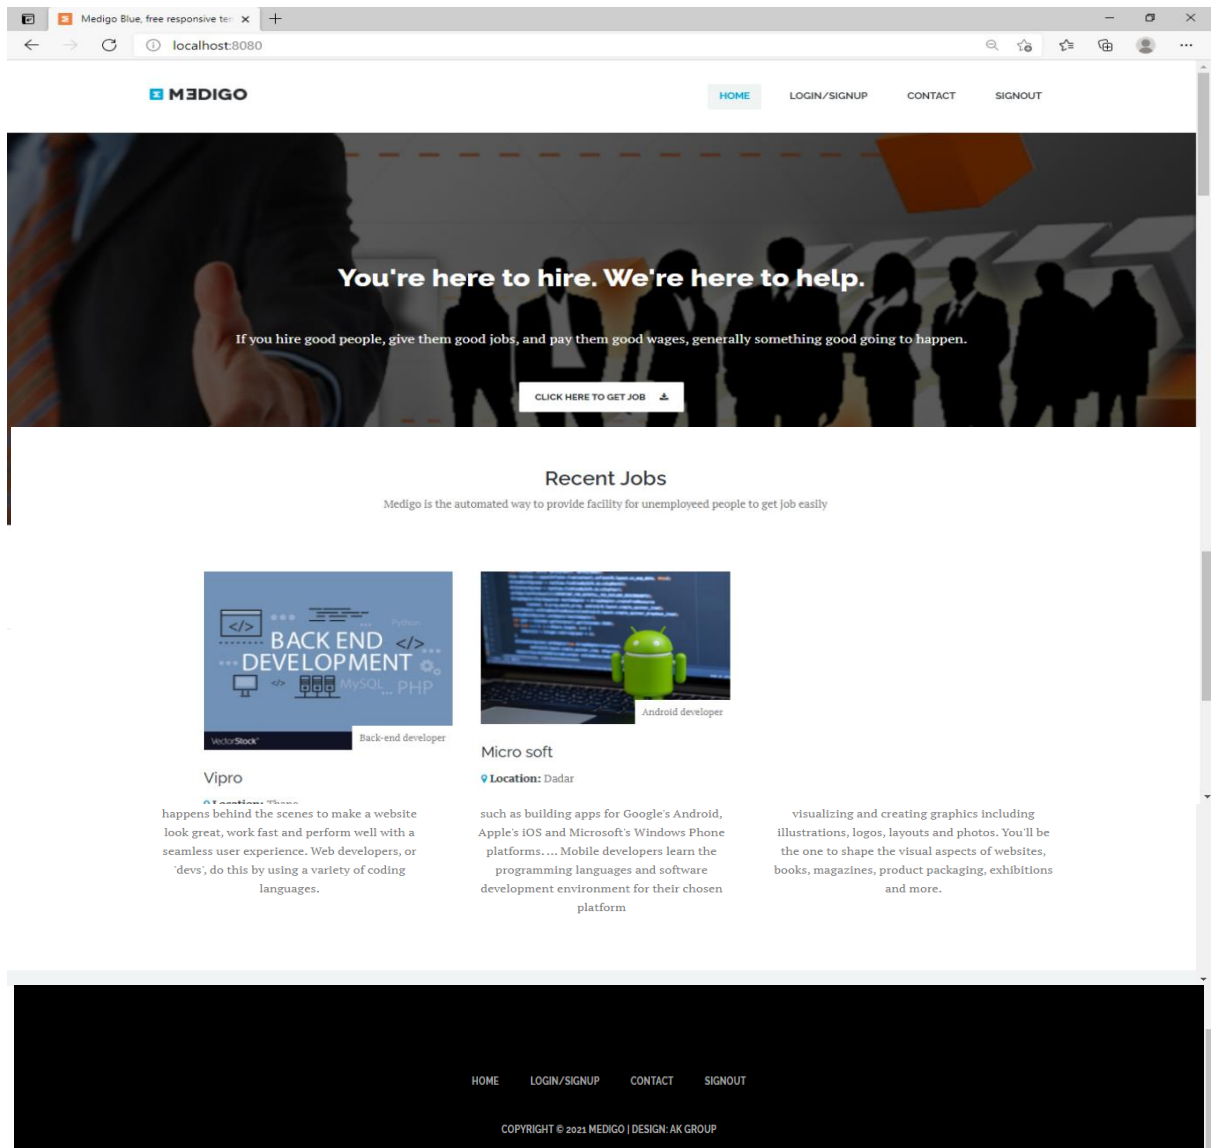 Medigo Blue, free responsive ter
localhost:8080
MEDIGO
HOME LOGIN/SIGNUP CONTACT SIGNOUT
You're here to hire. We're here to help.
If you hire good people, give them good jobs, and pay them good wages, generally something good going to happen.
CLICK HERE TO GET JOB
Recent Jobs
Medigo is the automated way to provide facility for unemployeed people to get job easily
Python
</>
BACK END </>
DEVELOPMENT
</>
MySQL PHP
VectorStock
Back-end developer
Vipro
Location: Thane
Android developer
Micro soft
Location: Dadar
happens behind the scenes to make a website
look great, work fast and perform well with a
seamless user experience. Web developers, or
'devs', do this by using a variety of coding
languages.
such as building apps for Google's Android,
Apple's iOS and Microsoft's Windows Phone
platforms. ... Mobile developers learn the
programming languages and software
development environment for their chosen
platform
visualizing and creating graphics including
illustrations, logos, layouts and photos. You'll be
the one to shape the visual aspects of websites,
books, magazines, product packaging, exhibitions
and more.
HOME LOGIN/SIGNUP CONTACT SIGNOUT
COPYRIGHT © 2021 MEDIGO | DESIGN: AK GROUP